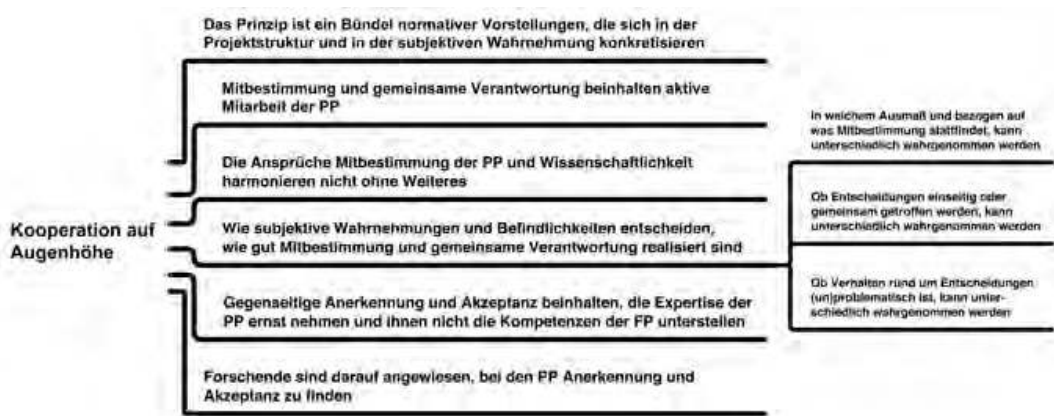 Das Prinzip ist ein Bündel normativer Vorstellungen, die sich in der
Projektstruktur und in der subjektiven Wahrnehmung konkretisieren
Mitbestimmung und gemeinsame Verantwortung beinhalten aktive
Mitarbeit der PP
Die Ansprüche Mitbestimmung der PP und Wissenschaftlichkeit
harmonieren nicht ohne Weiteres
Kooperation auf
Augenhöhe
Wie subjektive Wahrnehmungen und Befindlichkeiten entscheiden,
wie gut Mitbestimmung und gemeinsame Verantwortung realisiert sind
In welchem Ausmaß und bezogen auf
was Mitbestimmung stattfindet, kann
unterschiedlich wahrgenommen werden
Ob Entscheidungen einseitig oder
gemeinsam getroffen werden, kann
unterschiedlich wahrgenommen werden
Ob Verhalten rund um Entscheidungen
(un)problematisch ist, kann unter-
schiedlich wahrgenommen werden
Gegenseitige Anerkennung und Akzeptanz beinhalten, die Expertise der
PP ernst nehmen und ihnen nicht die Kompetenzen der FP unterstellen
Forschende sind darauf angewiesen, bei den PP Anerkennung und
Akzeptanz zu finden